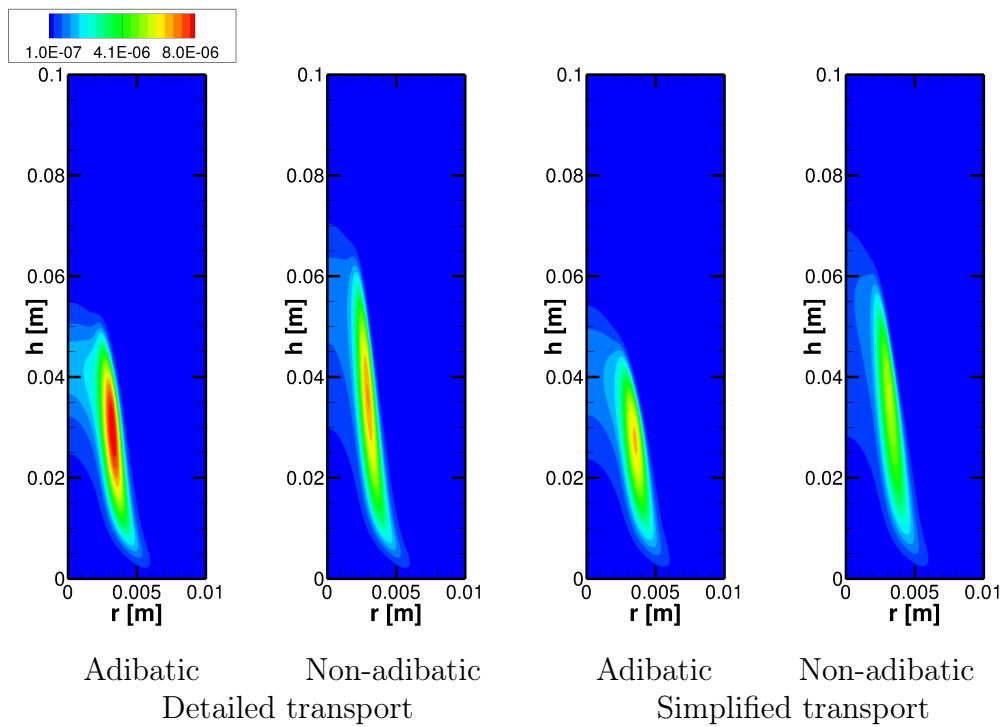 1.0E-07 4.1E-06 8.0E-06
0.1 0.1 0.1 0.1
0.08 0.08 0.08 0.08
0.06 0.06 0.06 0.06
h [m] h [m] h [m] h [m]
0.04 0.04 0.04 0.04
0.02 0.02 0.02 0.02
0 0 0 0
0 0.005 0.01 0 0.005 0.01 0 0.005 0.01 0 0.005 0.01
r [m] r [m] r [m] r [m]
Adibatic Non-adibatic Adibatic Non-adibatic
Detailed transport Simplified transport